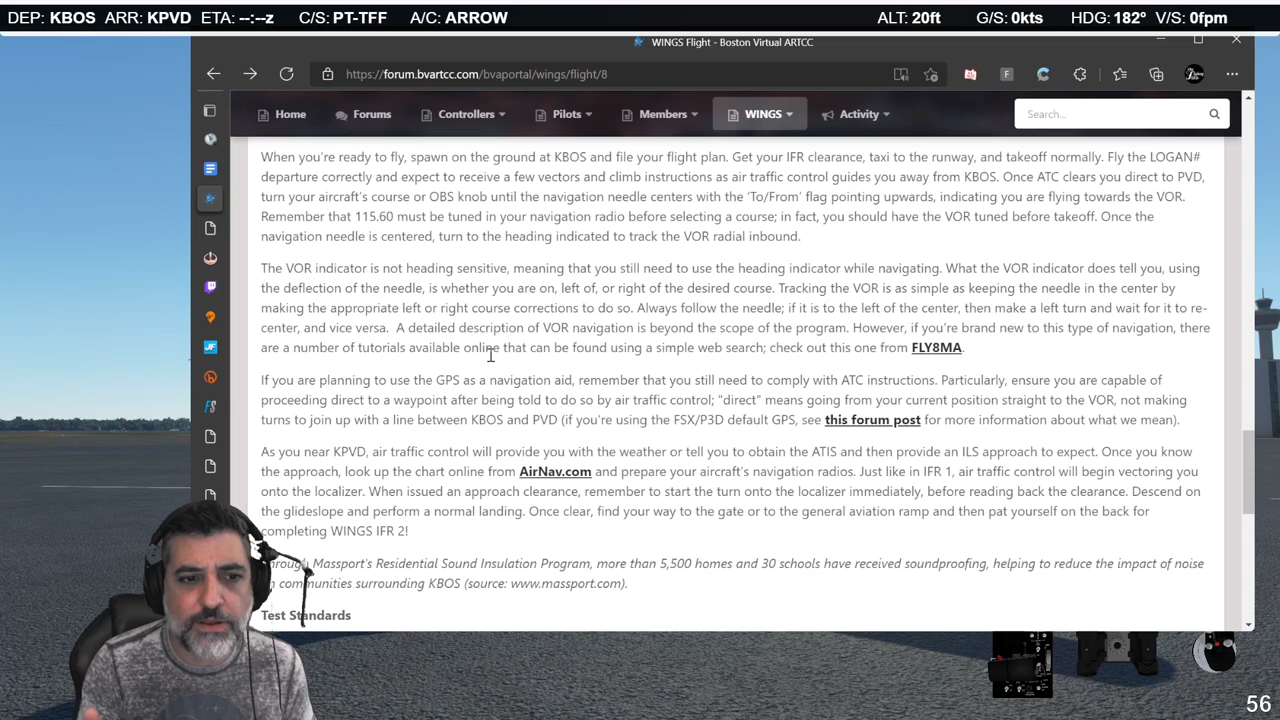 DEP: KBOS ARR: KPVD ETA: --:--z C/S: PT-TFF A/C: ARROW ALT: 20ft G/S: 0kts HDG: 182° V/S: 0fpm
WINGS Flight - Boston Virtual ARTCC
https://forum.bvartcc.com/bvaportal/wings/flight/8
Home Forums Controllers Pilots Members WINGS Activity Search...
When you're ready to fly, spawn on the ground at KBOS and file your flight plan. Get your IFR clearance, taxi to the runway, and takeoff normally. Fly the LOGAN#
departure correctly and expect to receive a few vectors and climb instructions as air traffic control guides you away from KBOS. Once ATC clears you direct to PVD,
turn your aircraft's course or OBS knob until the navigation needle centers with the 'To/From' flag pointing upwards, indicating you are flying towards the VOR.
Remember that 115.60 must be tuned in your navigation radio before selecting a course; in fact, you should have the VOR tuned before takeoff. Once the
navigation needle is centered, turn to the heading indicated to track the VOR radial inbound.
The VOR indicator is not heading sensitive, meaning that you still need to use the heading indicator while navigating. What the VOR indicator does tell you, using
the deflection of the needle, is whether you are on, left of, or right of the desired course. Tracking the VOR is as simple as keeping the needle in the center by
making the appropriate left or right course corrections to do so. Always follow the needle; if it is to the left of the center, then make a left turn and wait for it to re-
center, and vice versa. A detailed description of VOR navigation is beyond the scope of the program. However, if you're brand new to this type of navigation, there
are a number of tutorials available online that can be found using a simple web search; check out this one from FLY8MA.
If you are planning to use the GPS as a navigation aid, remember that you still need to comply with ATC instructions. Particularly, ensure you are capable of
proceeding direct to a waypoint after being told to do so by air traffic control; "direct" means going from your current position straight to the VOR, not making
turns to join up with a line between KBOS and PVD (if you're using the FSX/P3D default GPS, see this forum post for more information about what we mean).
As you near KPVD, air traffic control will provide you with the weather or tell you to obtain the ATIS and then provide an ILS approach to expect. Once you know
the approach, look up the chart online from AirNav.com and prepare your aircraft's navigation radios. Just like in IFR 1, air traffic control will begin vectoring you
onto the localizer. When issued an approach clearance, remember to start the turn onto the localizer immediately, before reading back the clearance. Descend on
the glideslope and perform a normal landing. Once clear, find your way to the gate or to the general aviation ramp and then pat yourself on the back for
completing WINGS IFR 2!
Massport's Residential Sound Insulation Program, more than 5,500 homes and 30 schools have received soundproofing, helping to reduce the impact of noise
communities surrounding KBOS (source: www.massport.com).
Test Standards
56